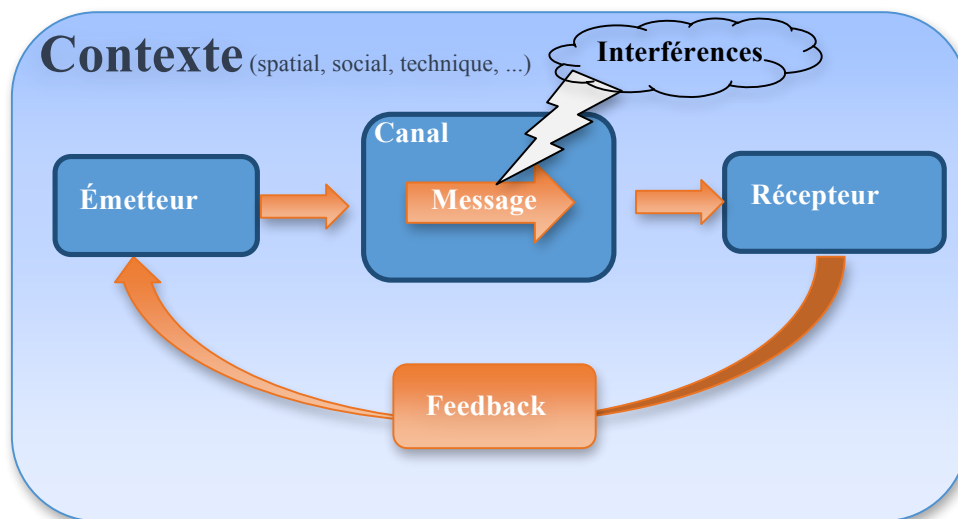 Contexte (spatial, social, technique, ...)
Interférences
Canal
Émetteur
Message
Récepteur
Feedback